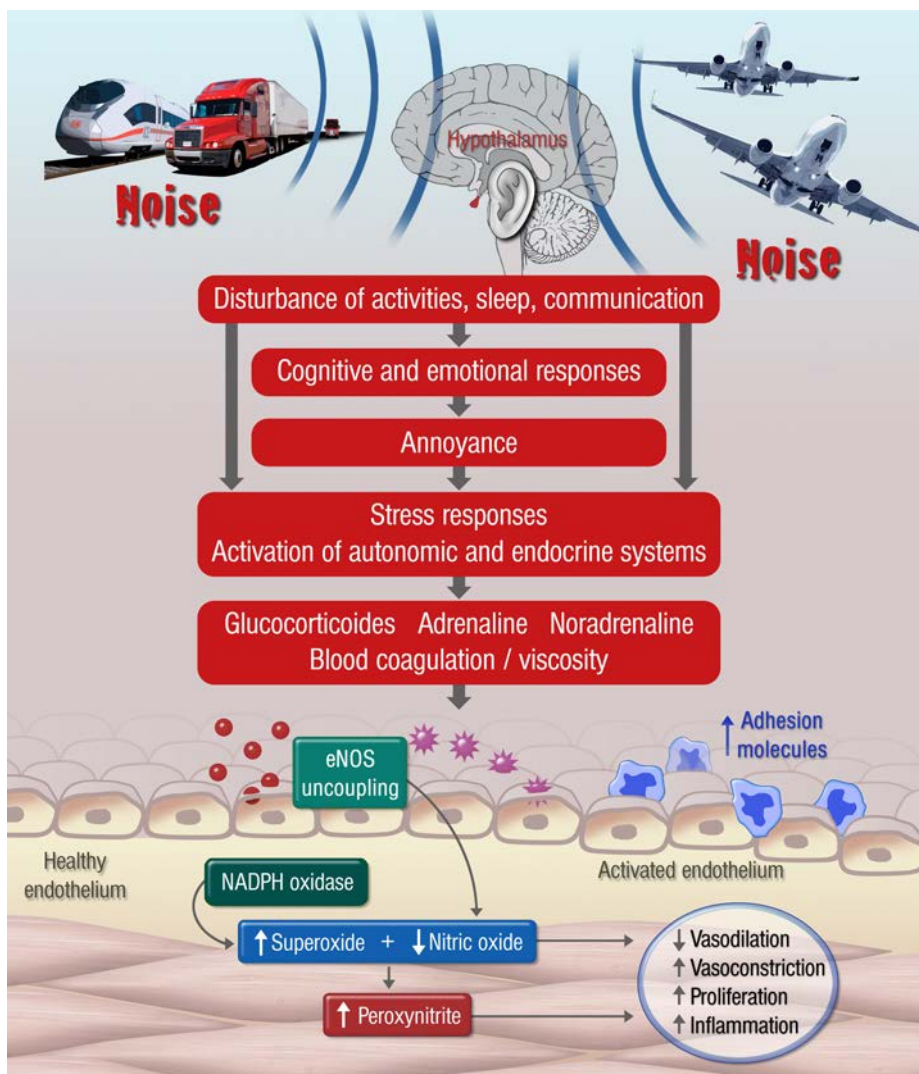 Hypothalamus
Noise
Noise
Disturbance of activities, sleep, communication
Cognitive and emotional responses
Annoyance
Stress responses
Activation of autonomic and endocrine systems
Glucocorticoids Adrenaline Noradrenaline
Blood coagulation / viscosity
↑ Adhesion
molecules
eNOS
uncoupling
Healthy
endothelium
Activated endothelium
NADPH oxidase
↑ Superoxide + ↓ Nitric oxide
↑ Peroxynitrite
↓ Vasodilation
↑ Vasoconstriction
↑ Proliferation
↑ Inflammation